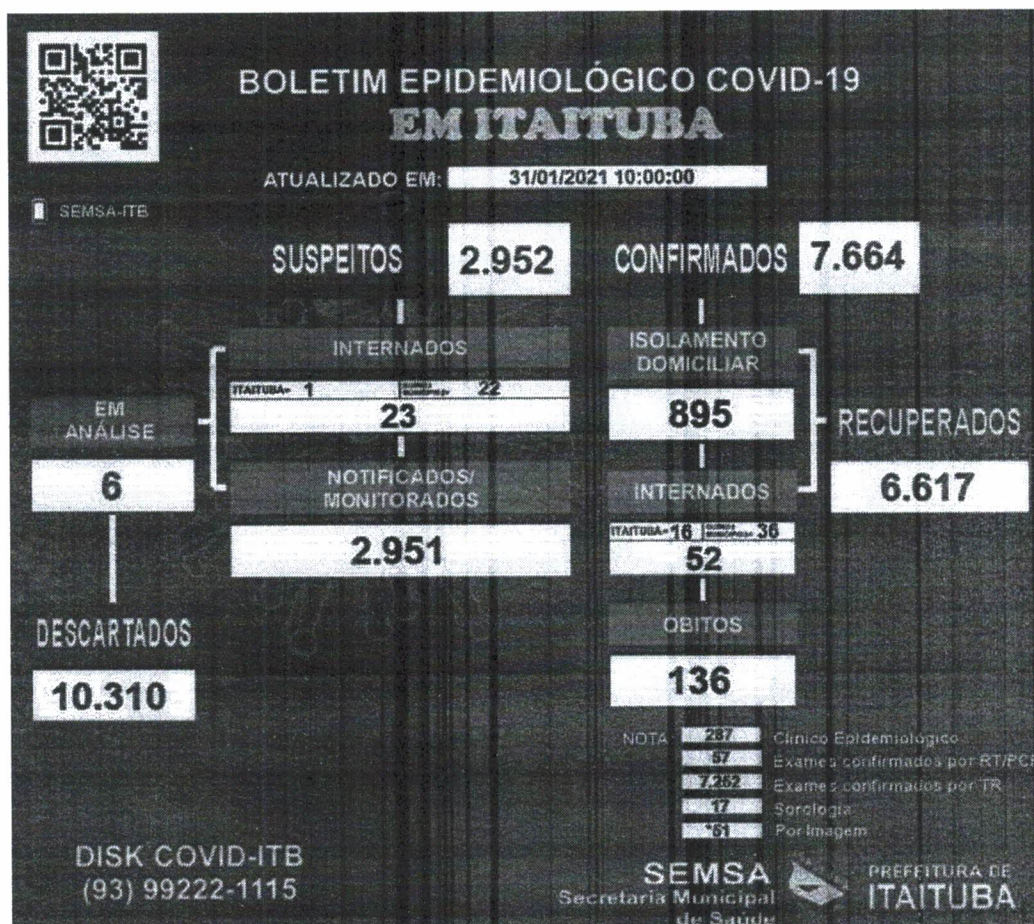 BOLETIM EPIDEMIOLÓGICO COVID-19
EM ITAITUBA
ATUALIZADO EM: 31/01/2021 10:00:00
SEMSA-ITB
SUSPEITOS 2.952
CONFIRMADOS 7.664
INTERNADOS
ITAITUBA= 1 22
23
EM
ANÁLISE
6
NOTIFICADOS/
MONITORADOS
2.951
DESCARTADOS
10.310
ISOLAMENTO
DOMICILIAR
895
INTERNADOS
ITAITUBA= 16 36
52
RECUPERADOS
6.617
OBITOS
136
NOTA 287 Clinico Epidemiológico
57 Exames confirmados por RT/PCR
7.252 Exames confirmados por TR
17 Sorologia
*51 Por Imagem
DISK COVID-ITB
(93) 99222-1115
SEMSA
Secretaria Municipal
de Saúde
PREFEITURA DE
ITAITUBA